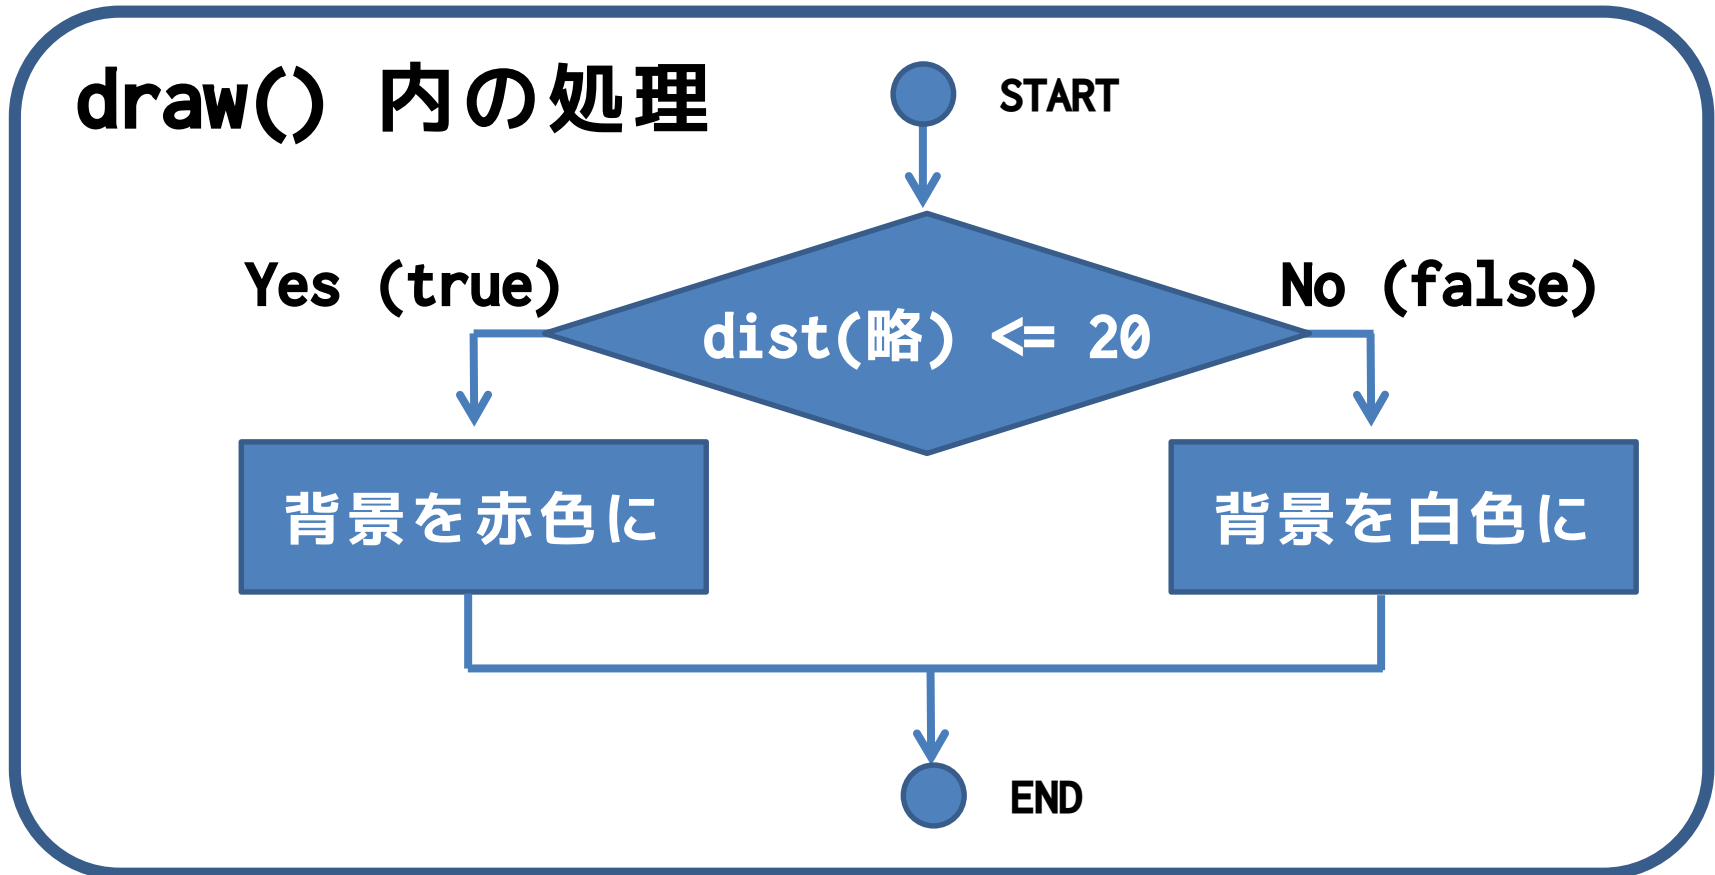 draw() 内の処理
START
Yes (true)
No (false)
dist(略) <= 20
背景を赤色に
背景を白色に
END